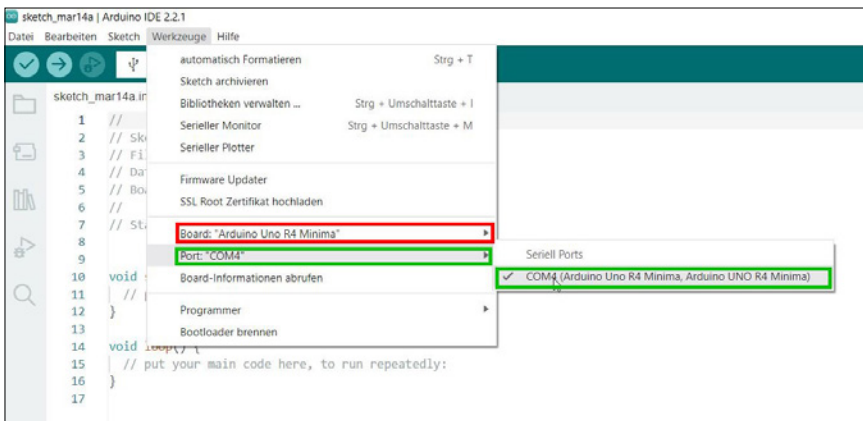 sketch_mar14a | Arduino IDE 2.2.1
Datei Bearbeiten Sketch Werkzeuge Hilfe
automatisch Formatieren Strg + T
Sketch archivieren
sketch_mar14a.in
Bibliotheken verwalten ... Strg + Umschalttaste + I
1 //
Serieller Monitor Strg + Umschalttaste + M
2 // Sk
Serieller Plotter
3 // Fi
4 // Da
Firmware Updater
5 // Boa
SSL Root Zertifikat hochladen
6 //
7 // Sta
Board: "Arduino Uno R4 Minima"
8
Port: "COM4"
Seriell Ports
9
10 void
Board-Informationen abrufen
COM4 (Arduino Uno R4 Minima, Arduino UNO R4 Minima)
11 // p
12 }
Programmer
13
Bootloader brennen
14 void loop() {
15 // put your main code here, to run repeatedly:
16 }
17